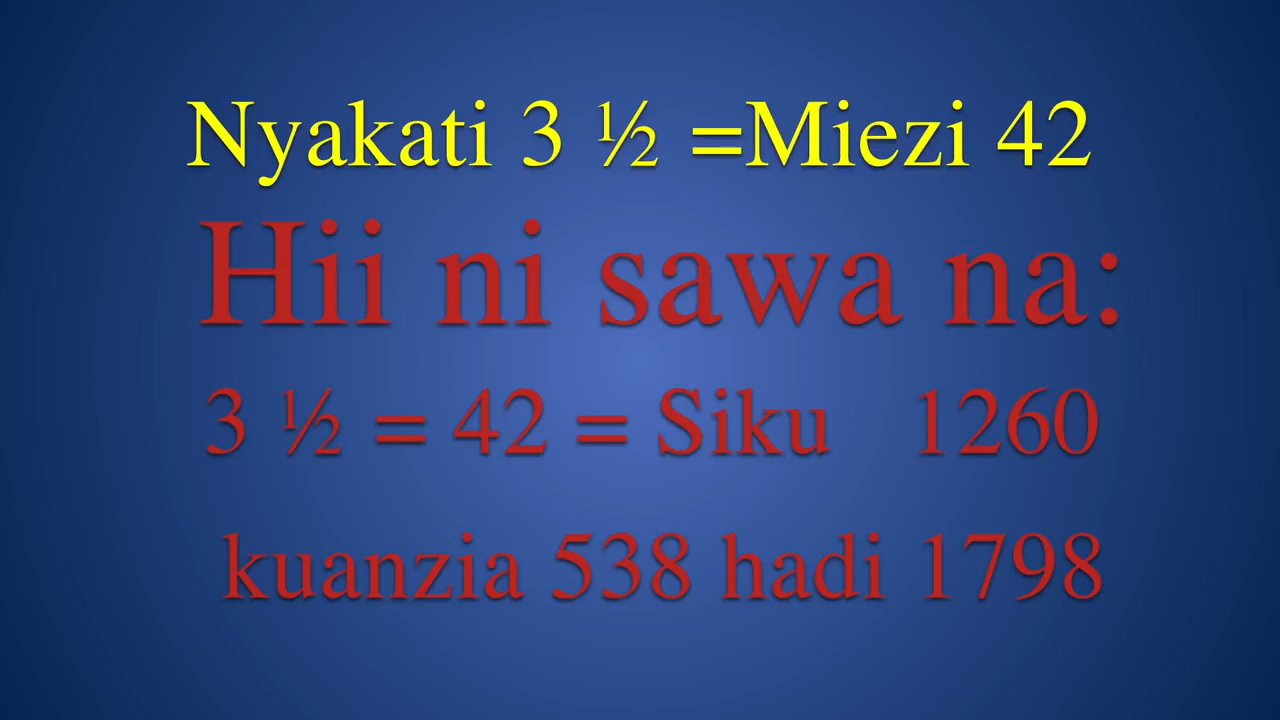 Nyakati 3 ½ =Miezi 42
Hii ni sawa na:
3 ½ = 42 = Siku 1260
kuanzia 538 hadi 1798